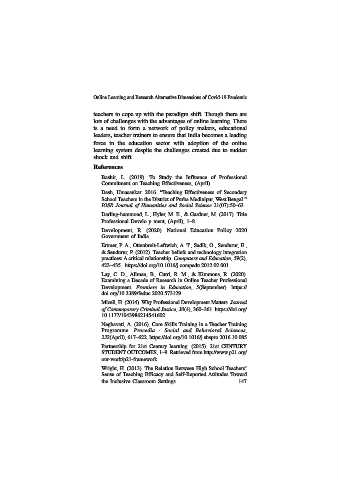 Online Learning and Research Alternative Dimensions of Covid-19 Pandemic
teachers to cope up with the paradigm shift. Though there are
lots of challenges with the advantages of online learning. There
is a need to form a network of policy makers, educational
leaders, teacher trainers to ensure that India becomes a leading
force in the education sector with adoption of the online
learning system despite the challenges created due to sudden
shock and shift.
References
Bashir, L. (2019). To Study the Influence of Professional
Commitment on Teaching Effectiveness, (April).
Dash, Umasankar. 2016. "Teaching Effectiveness of Secondary
School Teachers in the District of Purba Medinipur, West Bengal."
IOSR Journal of Humanities and Social Science 21(07):50–63.
Darling-hammond, L., Hyler, M. E., & Gardner, M. (2017). Title
Professional Develo p ment, (April), 1–8.
Development, R. (2020). National Education Policy 2020
Government of India.
Ertmer, P. A., Ottenbreit-Leftwich, A. T., Sadik, O., Sendurur, E.,
& Sendurur, P. (2012). Teacher beliefs and technology integration
practices: A critical relationship. Computers and Education, 59(2),
423–435. https://doi.org/10.1016/j.compedu.2012.02.001
Lay, C. D., Allman, B., Cutri, R. M., & Kimmons, R. (2020).
Examining a Decade of Research in Online Teacher Professional
Development. Frontiers in Education, 5(September). https://
doi.org/10.3389/feduc.2020.573129
Mizell, H. (2014). Why Professional Development Matters. Journal
of Contemporary Criminal Justice, 30(4), 360–361. https://doi.org/
10.1177/1043986214541602
Meghavati, A. (2016). Core Skills Training in a Teacher Training
Programme. Procedia - Social and Behavioral Sciences,
232(April), 617–622. https://doi.org/10.1016/j.sbspro.2016.10.085
Partnership for 21st Century learning. (2015). 21st CENTURY
STUDENT OUTCOMES, 1–9. Retrieved from http://www.p21.org/
our-work/p21-framework
Wright, H. (2013). The Relation Between High School Teachers'
Sense of Teaching Efficacy and Self-Reported Attitudes Toward
the Inclusive Classroom Settings. 147